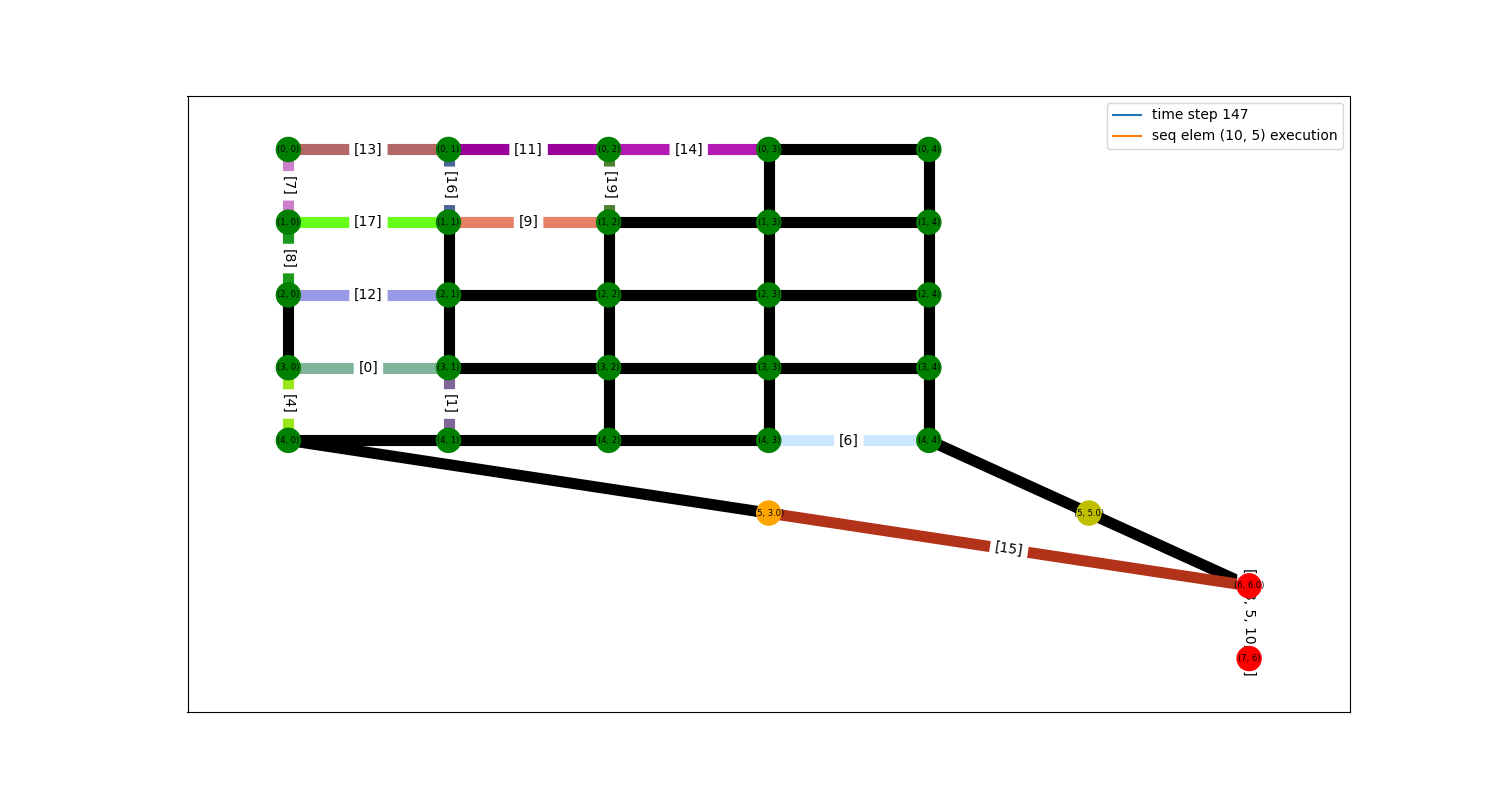 time step 147
seq elem (10, 5) execution
(0, 0) [13] (0, 1) [11] (0, 2) [14] (0, 3) (0, 4)
[7] [16] [19]
(1, 0) [17] (1, 1) [9] (1, 2) (1, 3) (1, 4)
[8]
(2, 0) [12] (2, 1) (2, 2) (2, 3) (2, 4)
(3, 0) [0] (3, 1) (3, 2) (3, 3) (3, 4)
[4] [1]
(4, 0) (4, 1) (4, 2) (4, 3) [6] (4, 4)
(5, 3.0) (5, 5.0)
[15]
(6, 6.0)
5, 10
(7, 6)